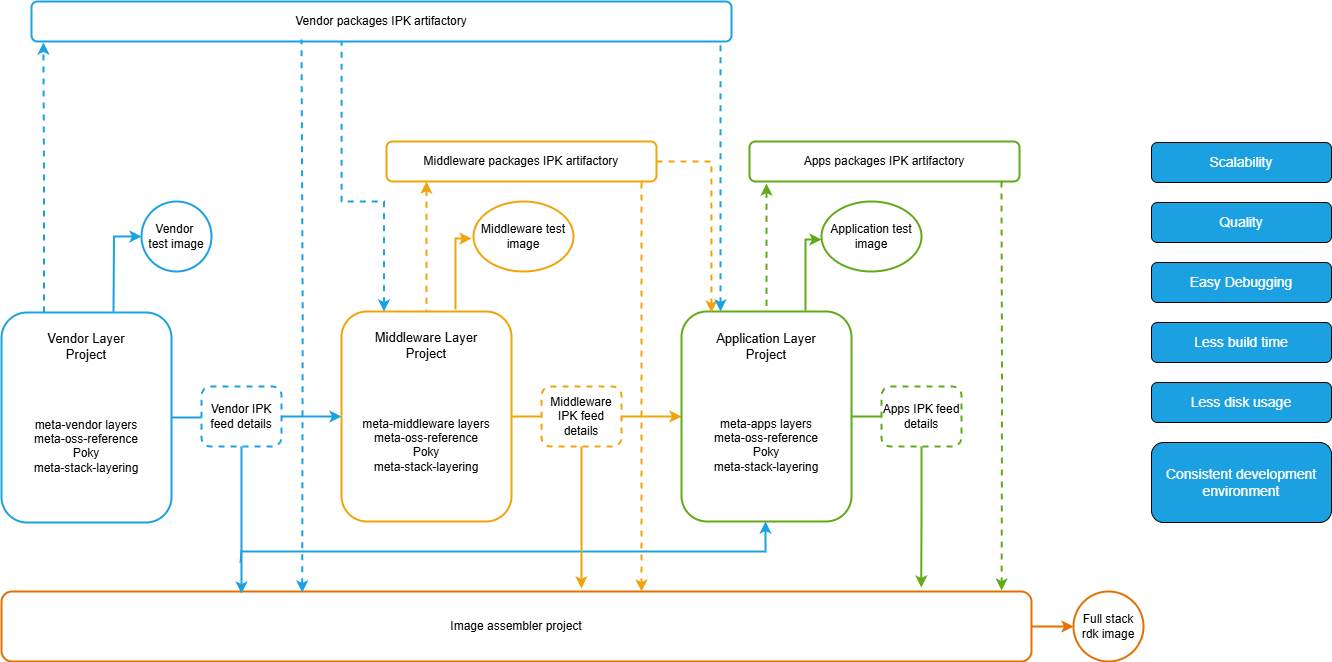 Vendor packages IPK artifactory
Middleware packages IPK artifactory
Apps packages IPK artifactory
Vendor
test image
Middleware test
image
Application test
image
Vendor Layer
Project
meta-vendor layers
meta-oss-reference
Poky
meta-stack-layering
Vendor IPK
feed details
Middleware Layer
Project
meta-middleware layers
meta-oss-reference
Poky
meta-stack-layering
Middleware
IPK feed
details
Application Layer
Project
meta-apps layers
meta-oss-reference
Poky
meta-stack-layering
Apps IPK feed
details
Image assembler project
Full stack
rdk image
Scalability
Quality
Easy Debugging
Less build time
Less disk usage
Consistent development
environment